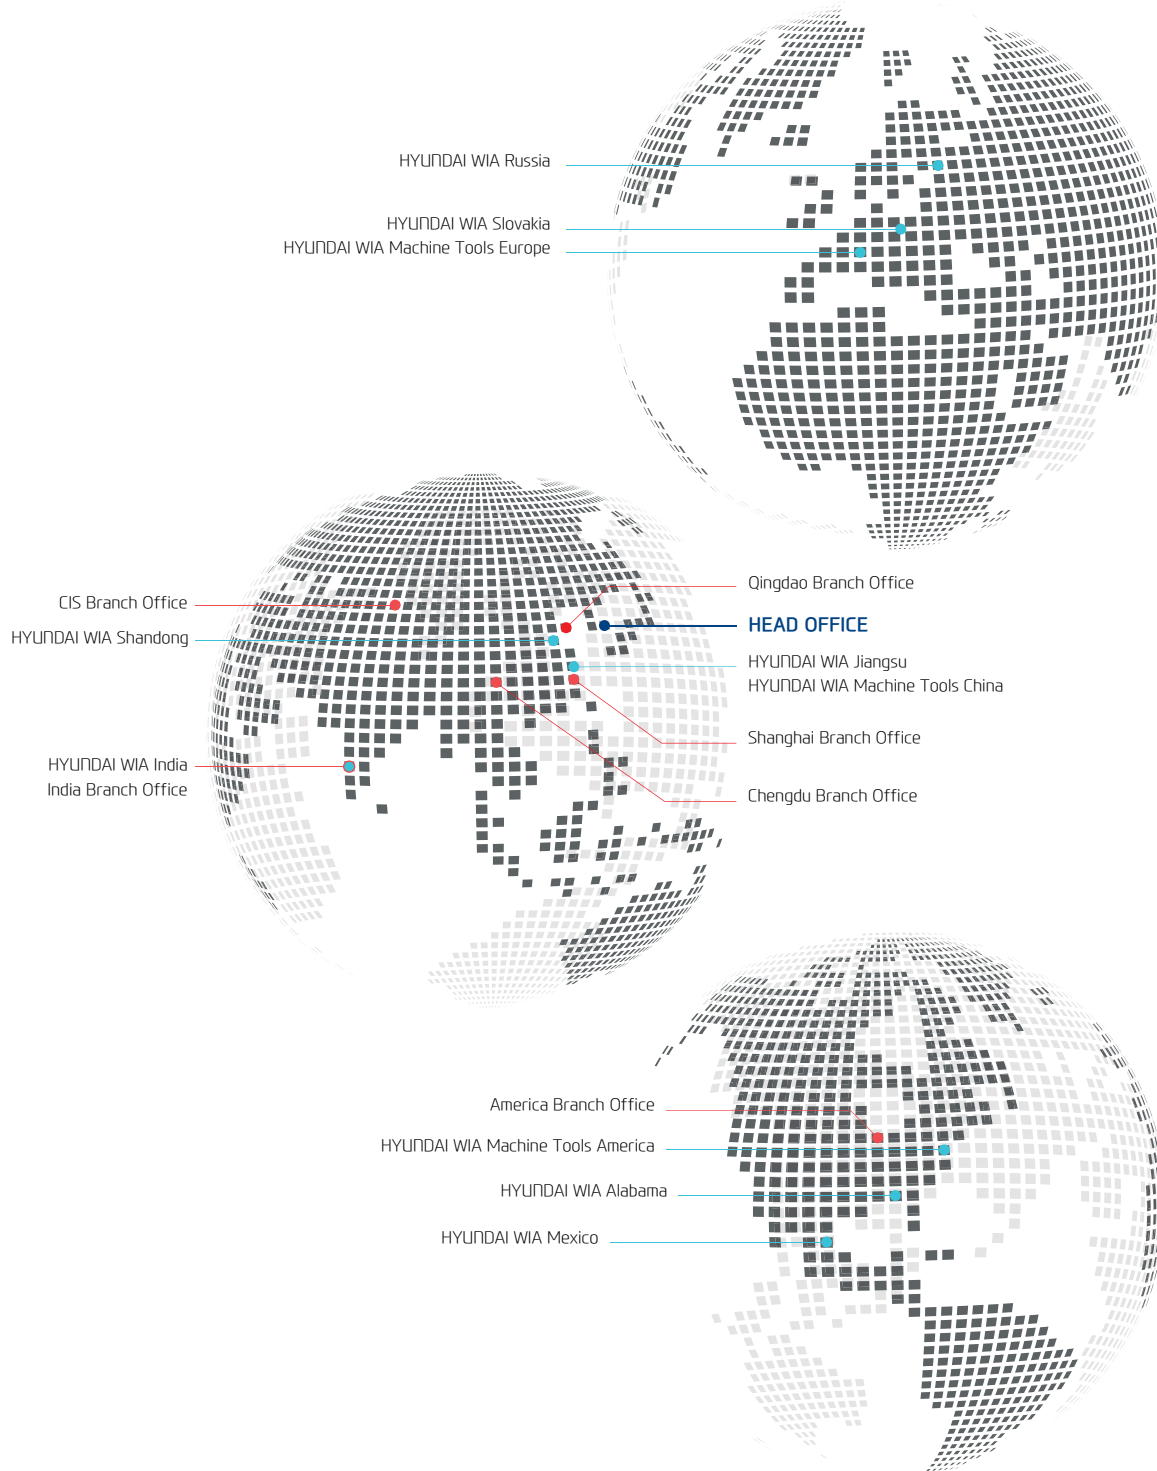 HYUNDAI WIA Russia
HYUNDAI WIA Slovakia
HYUNDAI WIA Machine Tools Europe
Qingdao Branch Office
CIS Branch Office
HEAD OFFICE
HYUNDAI WIA Shandong
HYUNDAI WIA Jiangsu
HYUNDAI WIA Machine Tools China
Shanghai Branch Office
HYUNDAI WIA India
India Branch Office
Chengdu Branch Office
America Branch Office
HYUNDAI WIA Machine Tools America
HYUNDAI WIA Alabama
HYUNDAI WIA Mexico